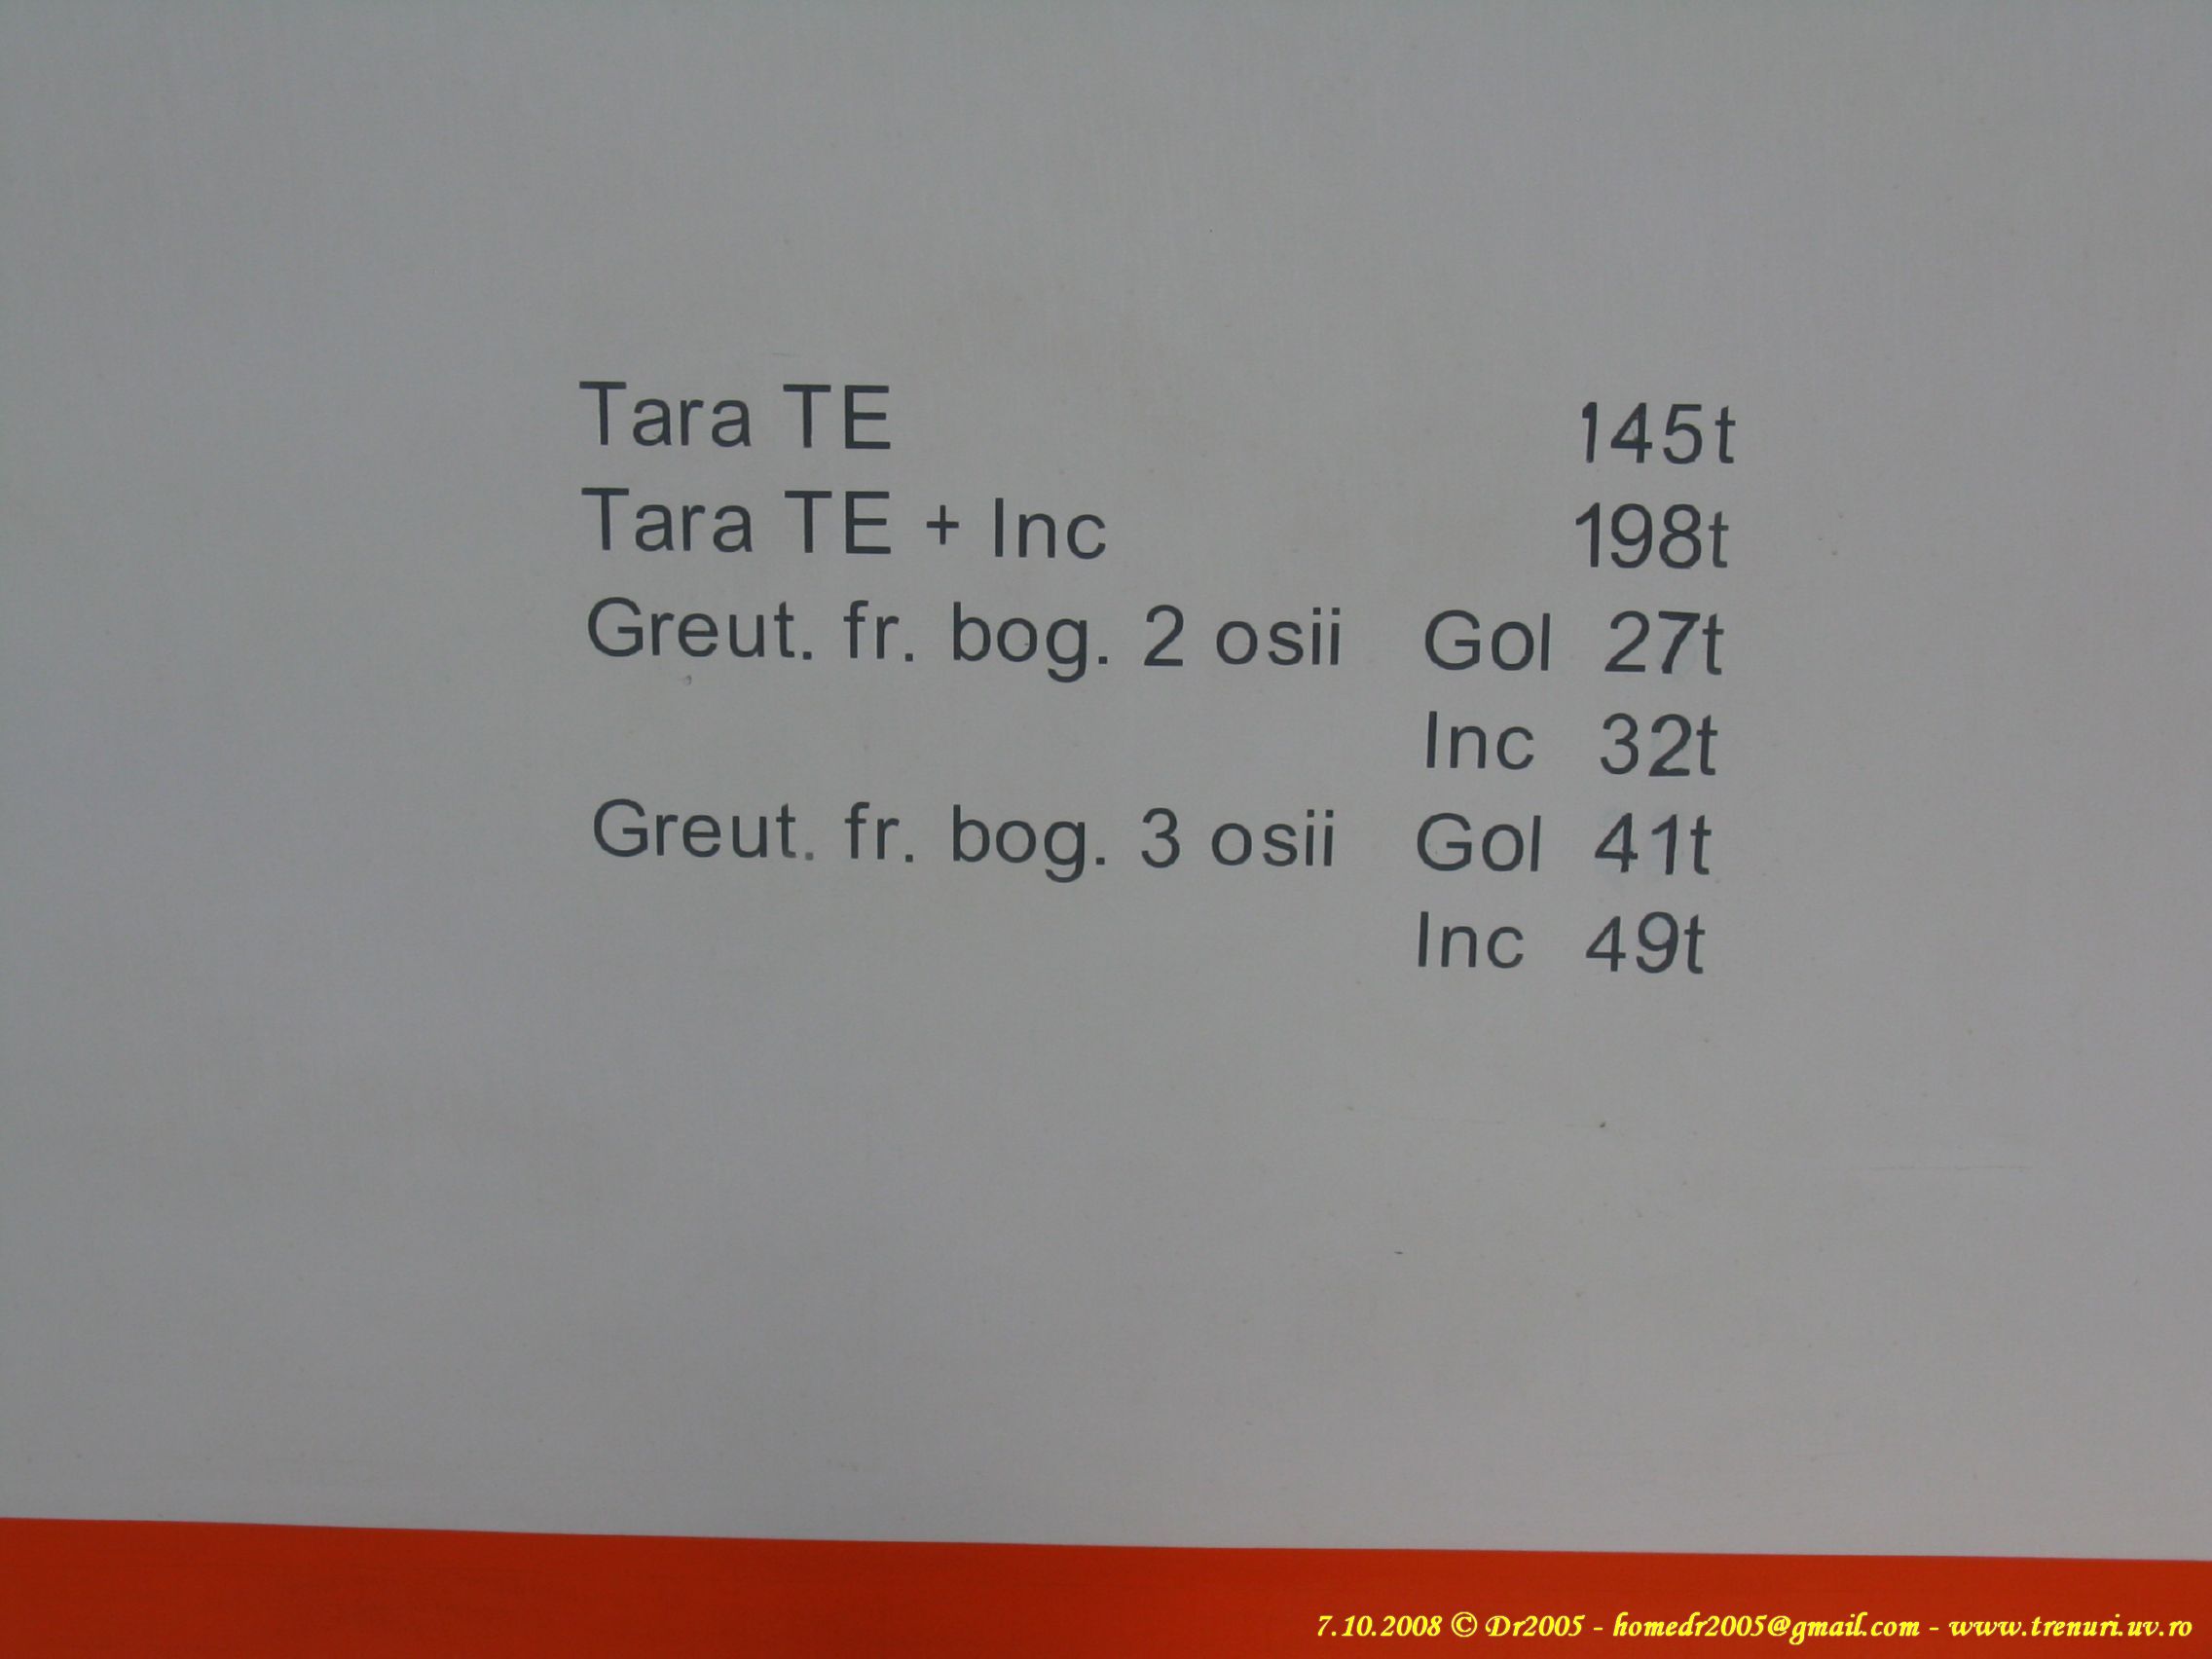 Tara TE 145t
Tara TE + Inc 198t
Greut. fr. bog. 2 osii Gol 27t
Inc 32t
Greut. fr. bog. 3 osii Gol 41t
Inc 49t
7.10.2008 © Dr2005 - homedr2005@gmail.com - www.trenuri.uv.ro